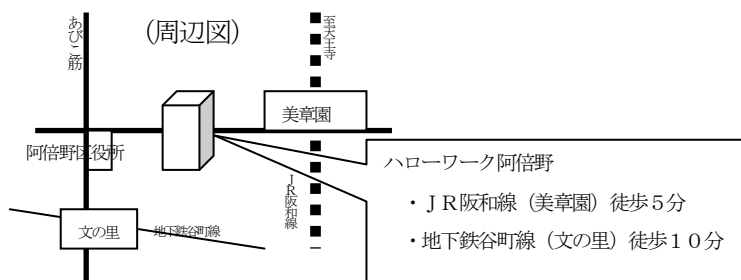 あびこ筋
(周辺図)
至天王寺
美章園
阿倍野区役所
ハローワーク阿倍野
ＪＲ阪和線
・ＪＲ阪和線（美章園）徒歩５分
文の里
地下鉄谷町線
・地下鉄谷町線（文の里）徒歩１０分